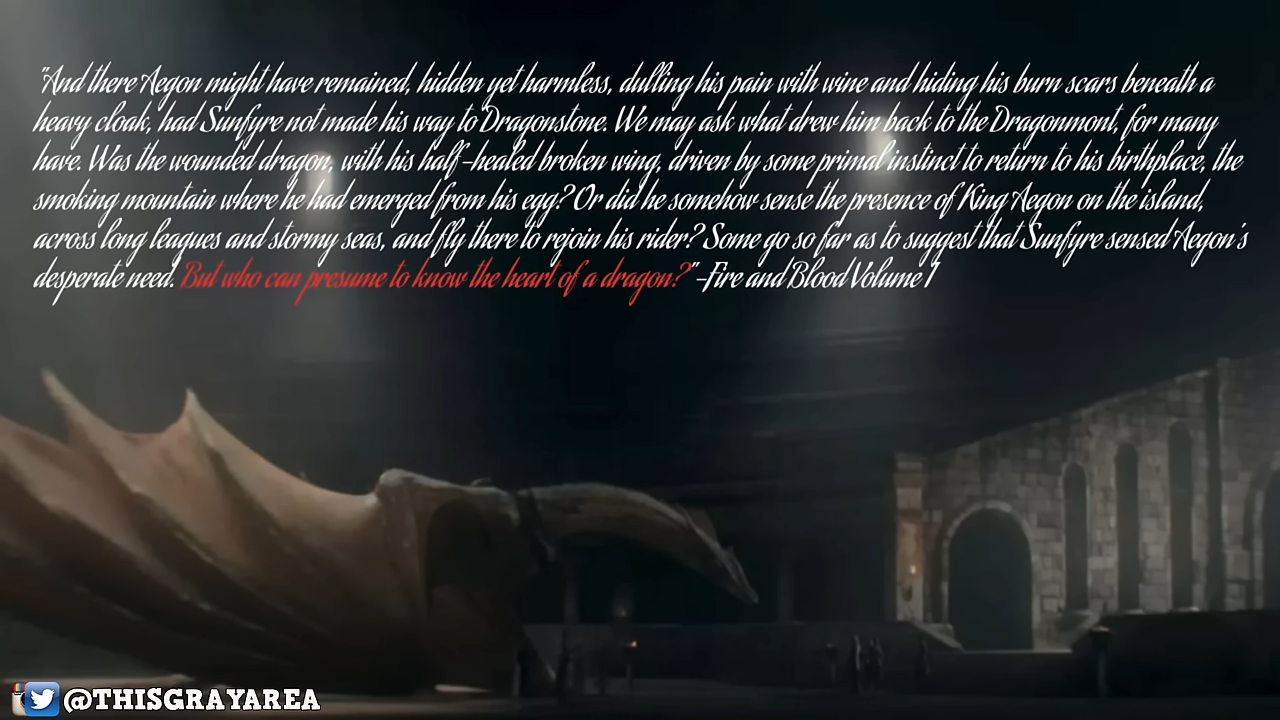 "And there Aegon might have remained, hidden yet harmless, dulling his pain with wine and hiding his burn scars beneath a
heavy cloak, had Sunfyre not made his way to Dragonstone. We may ask what drew him back to the Dragonmont, for many
have. Was the wounded dragon, with his half-healed broken wing, driven by some primal instinct to return to his birthplace, the
smoking mountain where he had emerged from his egg? Or did he somehow sense the presence of King Aegon on the island,
across long leagues and stormy seas, and fly there to rejoin his rider? Some go so far as to suggest that Sunfyre sensed Aegon's
desperate need. But who can presume to know the heart of a dragon?" -Fire and Blood Volume 1
@THISGRAYAREA